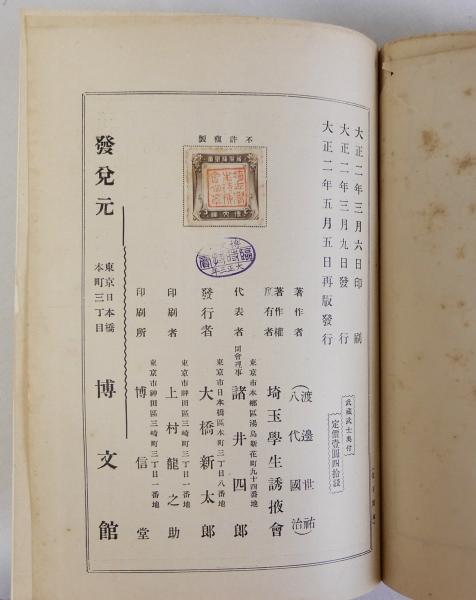 大正二年三月六日印刷
大正二年三月九日發行
大正二年五月五日再版發行
武藏武士奧付
定價壹圓四拾錢
不許複製
著作者
渡邊世祐
八代國治
著作權所有者
東京市本鄕區湯島新花町九十四番地
埼玉學生誘掖會
代表者
同會理事
諸井四郎
發行者
東京市日本橋區本町三丁目八番地
大橋新太郎
印刷者
東京市神田區三崎町三丁目一番地
上村龍之助
印刷所
東京市神田區三崎町三丁目一番地
博信堂
發兌元
東京日本橋
本町三丁目
博文館